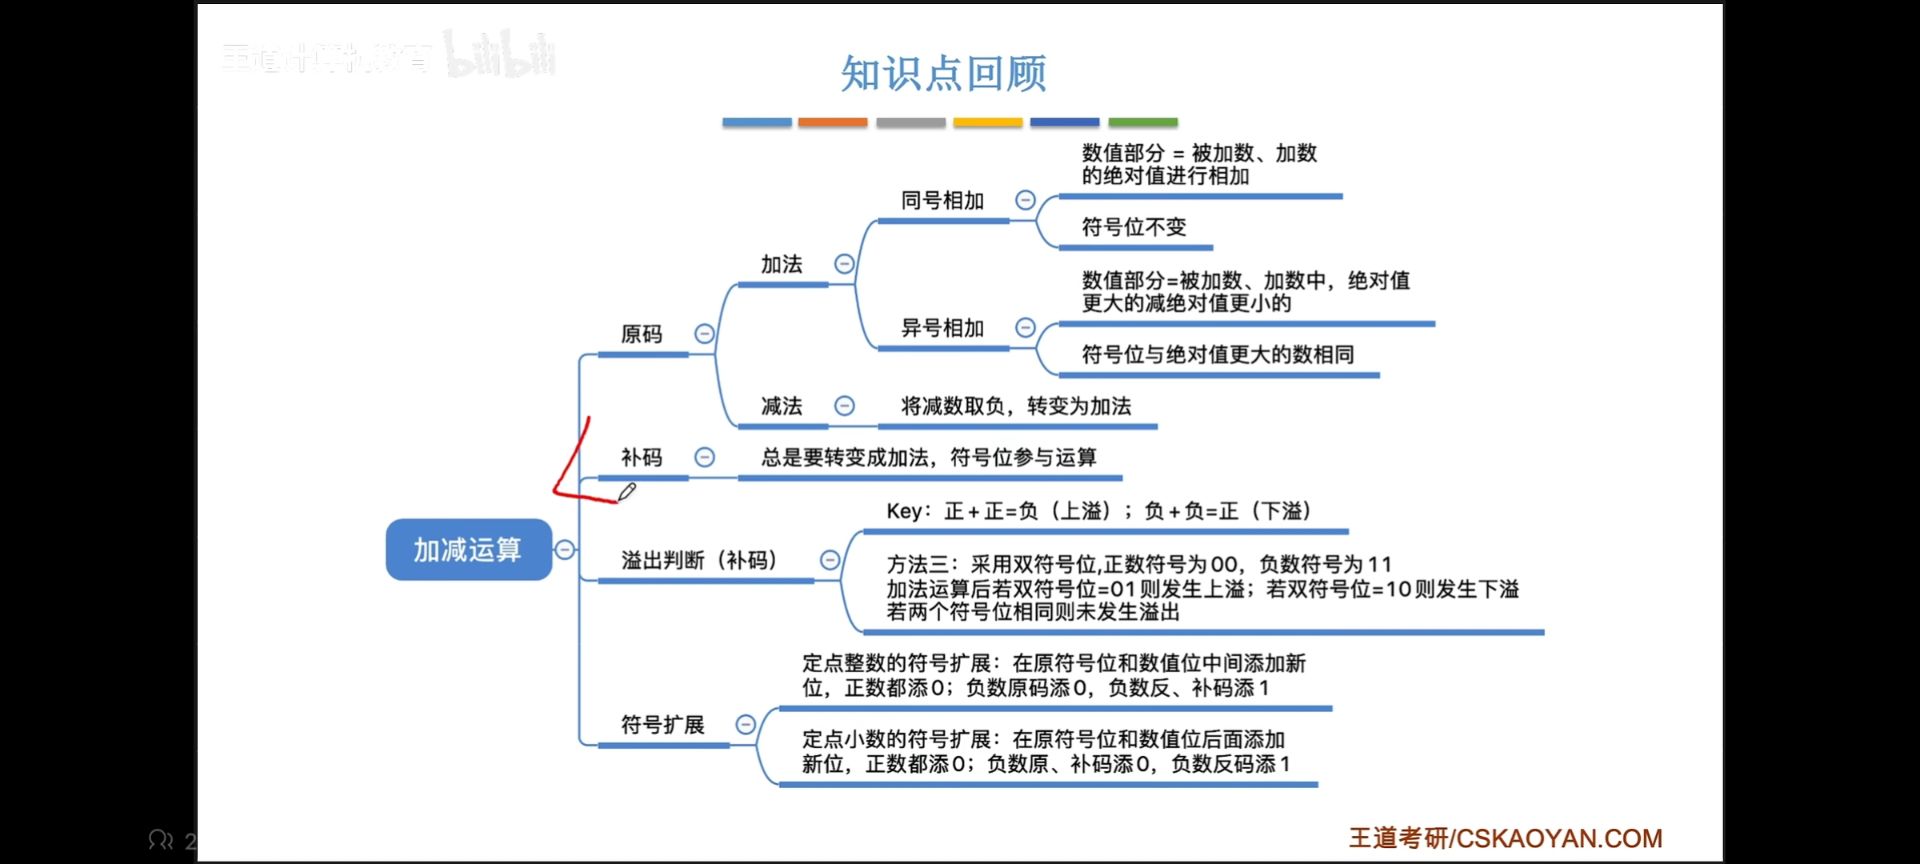 王道计算机教育 bilibili
知识点回顾
数值部分 = 被加数、加数
的绝对值进行相加
同号相加
符号位不变
加法
数值部分=被加数、加数中，绝对值
更大的减绝对值更小的
异号相加
符号位与绝对值更大的数相同
原码
减法
将减数取负，转变为加法
补码
总是要转变成加法，符号位参与运算
Key：正+正=负（上溢）；负+负=正（下溢）
加减运算
溢出判断（补码）
方法三：采用双符号位,正数符号为00，负数符号为11
加法运算后若双符号位=01则发生上溢；若双符号位=10则发生下溢
若两个符号位相同则未发生溢出
定点整数的符号扩展：在原符号位和数值位中间添加新
位，正数都添0；负数原码添0，负数反、补码添1
符号扩展
定点小数的符号扩展：在原符号位和数值位后面添加
新位，正数都添0；负数原、补码添0，负数反码添1
王道考研/CSKAOYAN.COM
2